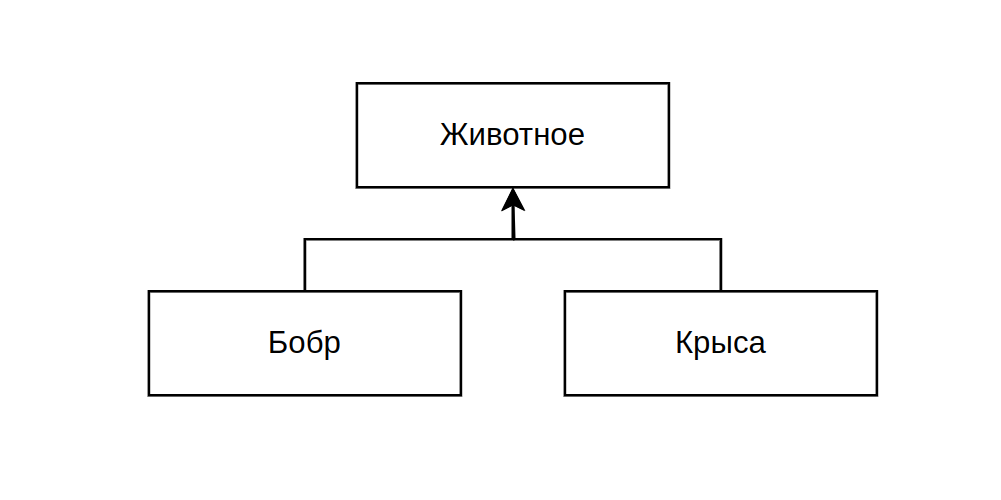 Животное
Бобр
Крыса